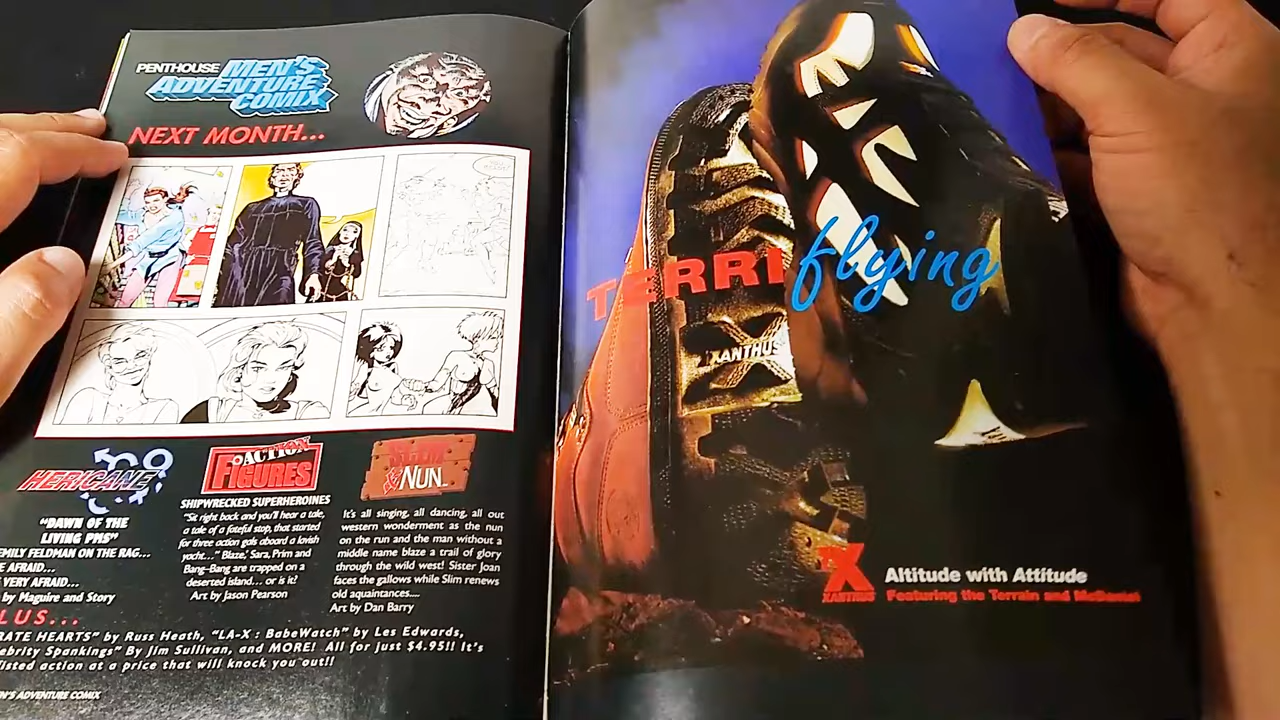 PENTHOUSE MEN'S
ADVENTURE
COMIX
NEXT MONTH...
HERICANE
"DAWN OF THE
LIVING PMS"
EMILY FELDMAN ON THE RAG...
AFRAID...
VERY AFRAID...
by Maguire and Story
ACTION
FIGURES
SHIPWRECKED SUPERHEROINES
"Sit right back and you'll hear a tale,
a tale of a fateful stop, that started
for three action gals aboard a lavish
yacht..." Blaze, Sara, Prim and
Bang-Bang are trapped on a
deserted island... or is it?
Art by Jason Pearson
SLIM
& NUN
It's all singing, all dancing, all out
western wonderment as the nun
on the run and the man without a
middle name blaze a trail of glory
through the wild west! Sister Joan
faces the gallows while Slim renews
old aquaintances....
Art by Dan Barry
LUS...
RATE HEARTS" by Russ Heath, "LA-X : BabeWatch" by Les Edwards,
ebrity Spankings" By Jim Sullivan, and MORE! All for just $4.95!! It's
isted action at a price that will knock you out!!
N'S ADVENTURE COMIX
TERRI flying
XANTHUS
X
XANTHUS
Altitude with Attitude
Featuring the Terrain and